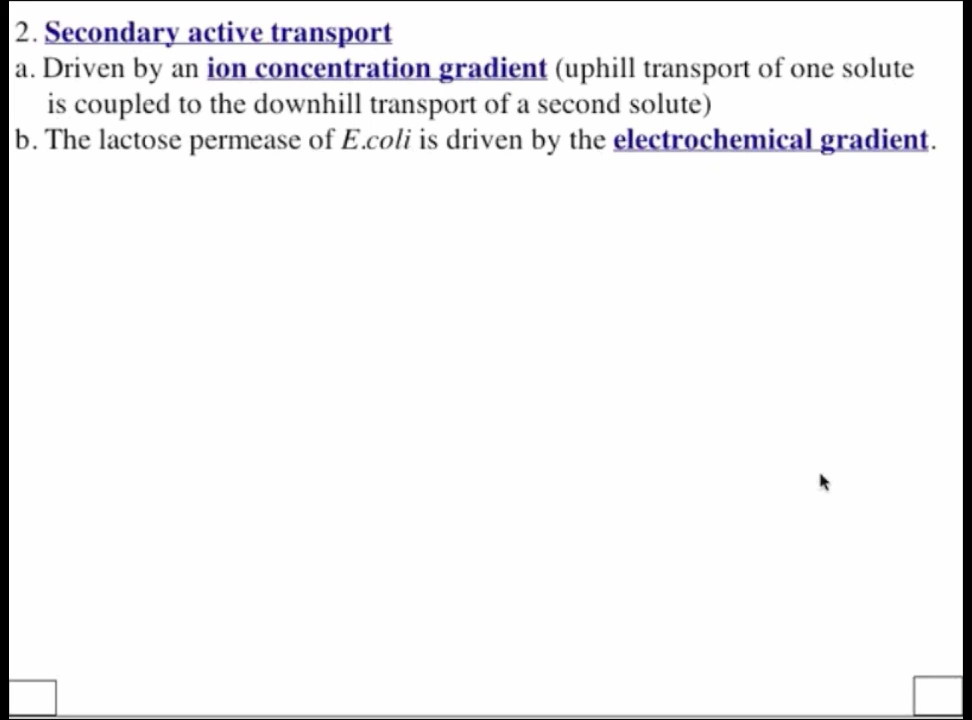 2. Secondary active transport
a. Driven by an ion concentration gradient (uphill transport of one solute
is coupled to the downhill transport of a second solute)
b. The lactose permease of E.coli is driven by the electrochemical gradient.